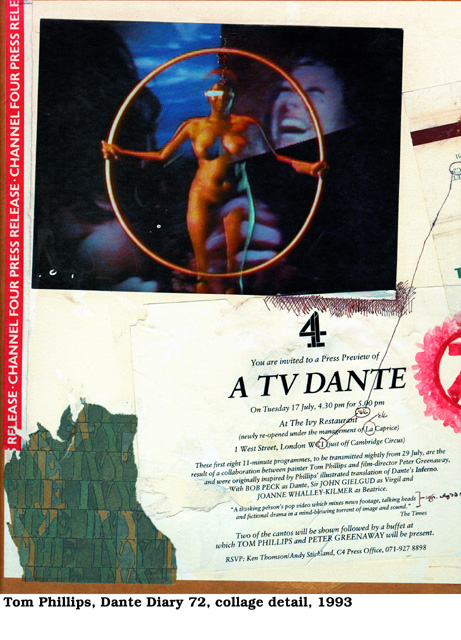 RELEASE · CHANNEL FOUR PRESS RELEASE · CHANNEL FOUR PRESS RELE
4
You are invited to a Press Preview of
A TV DANTE
On Tuesday 17 July, 4.30 pm for 5.00 pm
At The Ivy Restaurant
(newly re-opened under the management of La Caprice)
1 West Street, London WC1 (just off Cambridge Circus)
These first eight 11-minute programmes, to be transmitted nightly from 29 July, are the
result of a collaboration between painter Tom Phillips and film-director Peter Greenaway,
and were originally inspired by Phillips' illustrated translation of Dante's Inferno.
With BOB PECK as Dante, Sir JOHN GIELGUD as Virgil and
JOANNE WHALLEY-KILMER as Beatrice.
"A thinking person's pop video which mixes news footage, talking heads
and fictional drama in a mind-blowing torrent of image and sound."
The Times
Two of the cantos will be shown followed by a buffet at
which TOM PHILLIPS and PETER GREENAWAY will be present.
RSVP: Ken Thomson/Andy Stickland, C4 Press Office, 071-927 8898
Tom Phillips, Dante Diary 72, collage detail, 1993